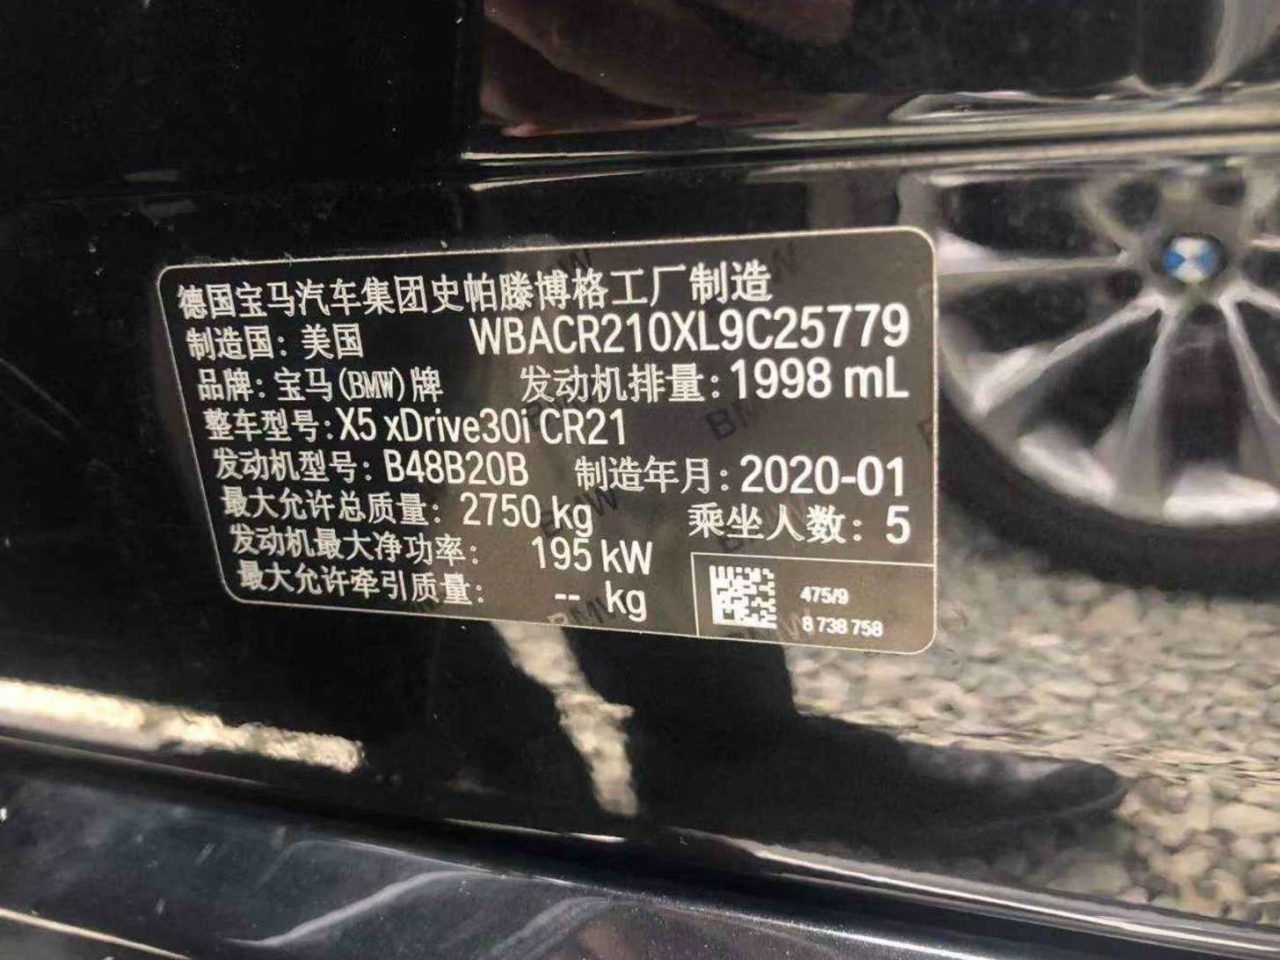 德国宝马汽车集团史帕滕博格工厂制造
制造国: 美国 WBACR210XL9C25779
品牌: 宝马(BMW)牌 发动机排量: 1998 mL
整车型号: X5 xDrive30i CR21
发动机型号: B48B20B 制造年月: 2020-01
最大允许总质量: 2750 kg 乘坐人数: 5
发动机最大净功率: 195 kW
最大允许牵引质量: -- kg
475/9
8 738 758